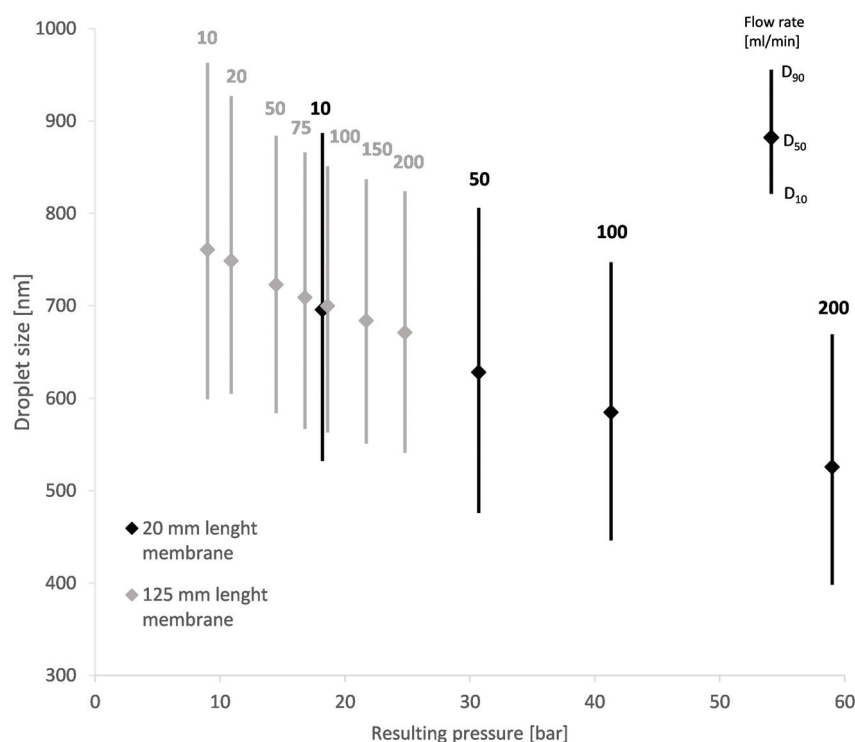 1000
900
800
700
600
500
400
300
Droplet size [nm]
0
10
20
30
40
50
60
Resulting pressure [bar]
10
20
50
75
10
100
150
200
50
100
200
Flow rate
[ml/min]
D90
D50
D10
20 mm lenght
membrane
125 mm lenght
membrane